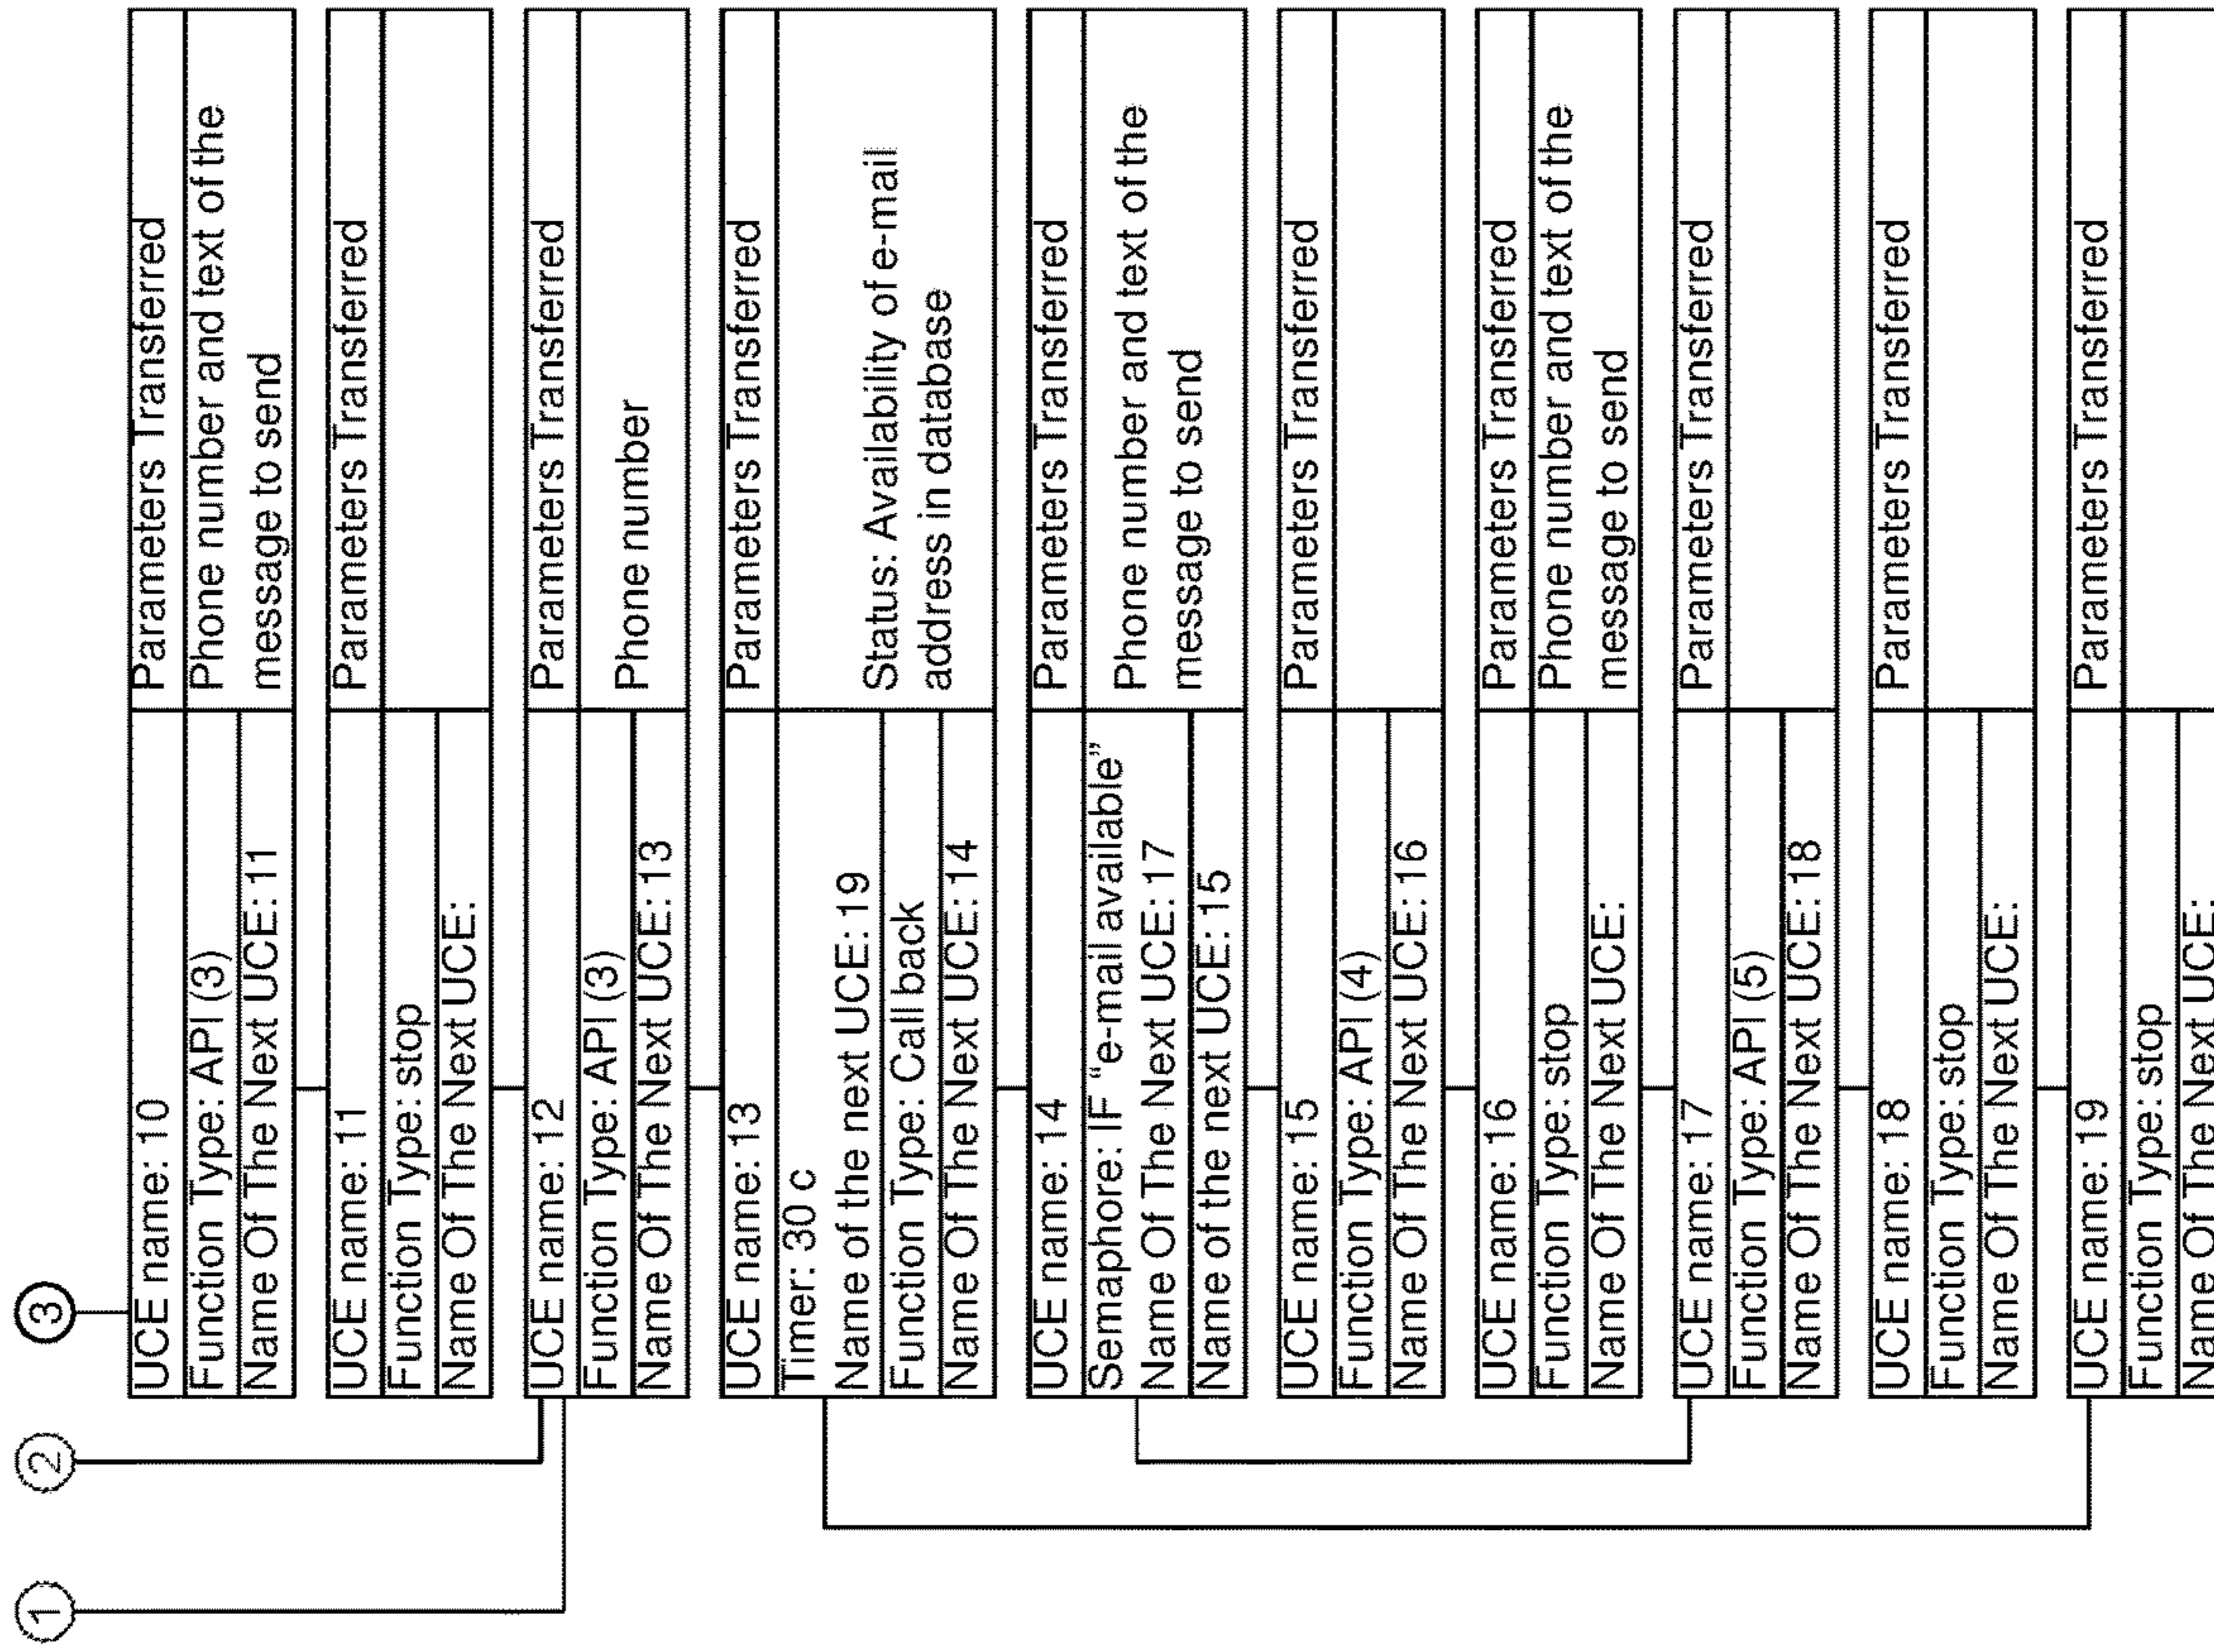 1
2
3
UCE name: 10
Parameters Transferred
Function Type: API (3)
Name Of The Next UCE: 11
Phone number and text of the
message to send
UCE name: 11
Parameters Transferred
Function Type: stop
Name Of The Next UCE:
UCE name: 12
Parameters Transferred
Function Type: API (3)
Name Of The Next UCE: 13
Phone number
UCE name: 13
Parameters Transferred
Timer: 30 c
Name of the next UCE: 19
Function Type: Call back
Name Of The Next UCE: 14
Status: Availability of e-mail
address in database
UCE name: 14
Parameters Transferred
Semaphore: IF “e-mail available”
Name Of The Next UCE: 17
Name of the next UCE: 15
Phone number and text of the
message to send
UCE name: 15
Parameters Transferred
Function Type: API (4)
Name Of The Next UCE: 16
UCE name: 16
Parameters Transferred
Function Type: stop
Name Of The Next UCE:
Phone number and text of the
message to send
UCE name: 17
Parameters Transferred
Function Type: API (5)
Name Of The Next UCE: 18
UCE name: 18
Parameters Transferred
Function Type: stop
Name Of The Next UCE:
UCE name: 19
Parameters Transferred
Function Type: stop
Name Of The Next UCE: